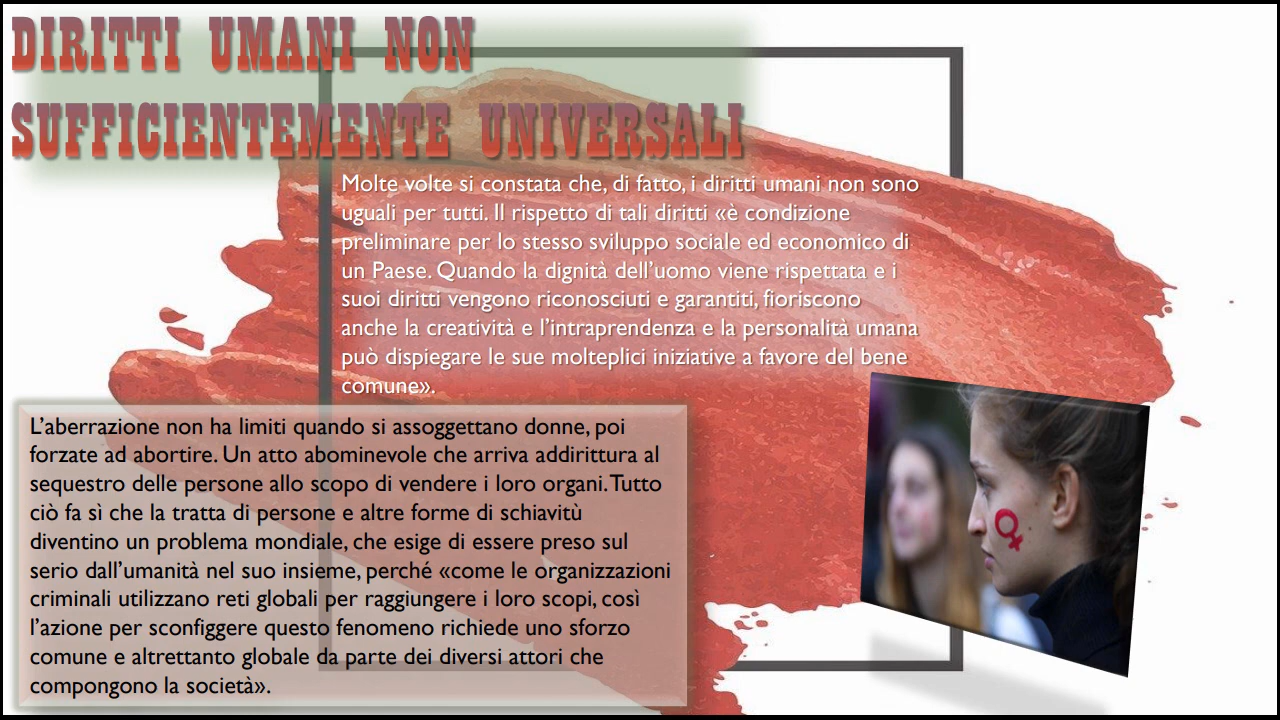 DIRITTI UMANI NON
SUFFICIENTEMENTE UNIVERSALI
Molte volte si constata che, di fatto, i diritti umani non sono
uguali per tutti. Il rispetto di tali diritti «è condizione
preliminare per lo stesso sviluppo sociale ed economico di
un Paese. Quando la dignità dell’uomo viene rispettata e i
suoi diritti vengono riconosciuti e garantiti, fioriscono
anche la creatività e l’intraprendenza e la personalità umana
può dispiegare le sue molteplici iniziative a favore del bene
comune».
L’aberrazione non ha limiti quando si assoggettano donne, poi
forzate ad abortire. Un atto abominevole che arriva addirittura al
sequestro delle persone allo scopo di vendere i loro organi. Tutto
ciò fa sì che la tratta di persone e altre forme di schiavitù
diventino un problema mondiale, che esige di essere preso sul
serio dall’umanità nel suo insieme, perché «come le organizzazioni
criminali utilizzano reti globali per raggiungere i loro scopi, così
l’azione per sconfiggere questo fenomeno richiede uno sforzo
comune e altrettanto globale da parte dei diversi attori che
compongono la società».